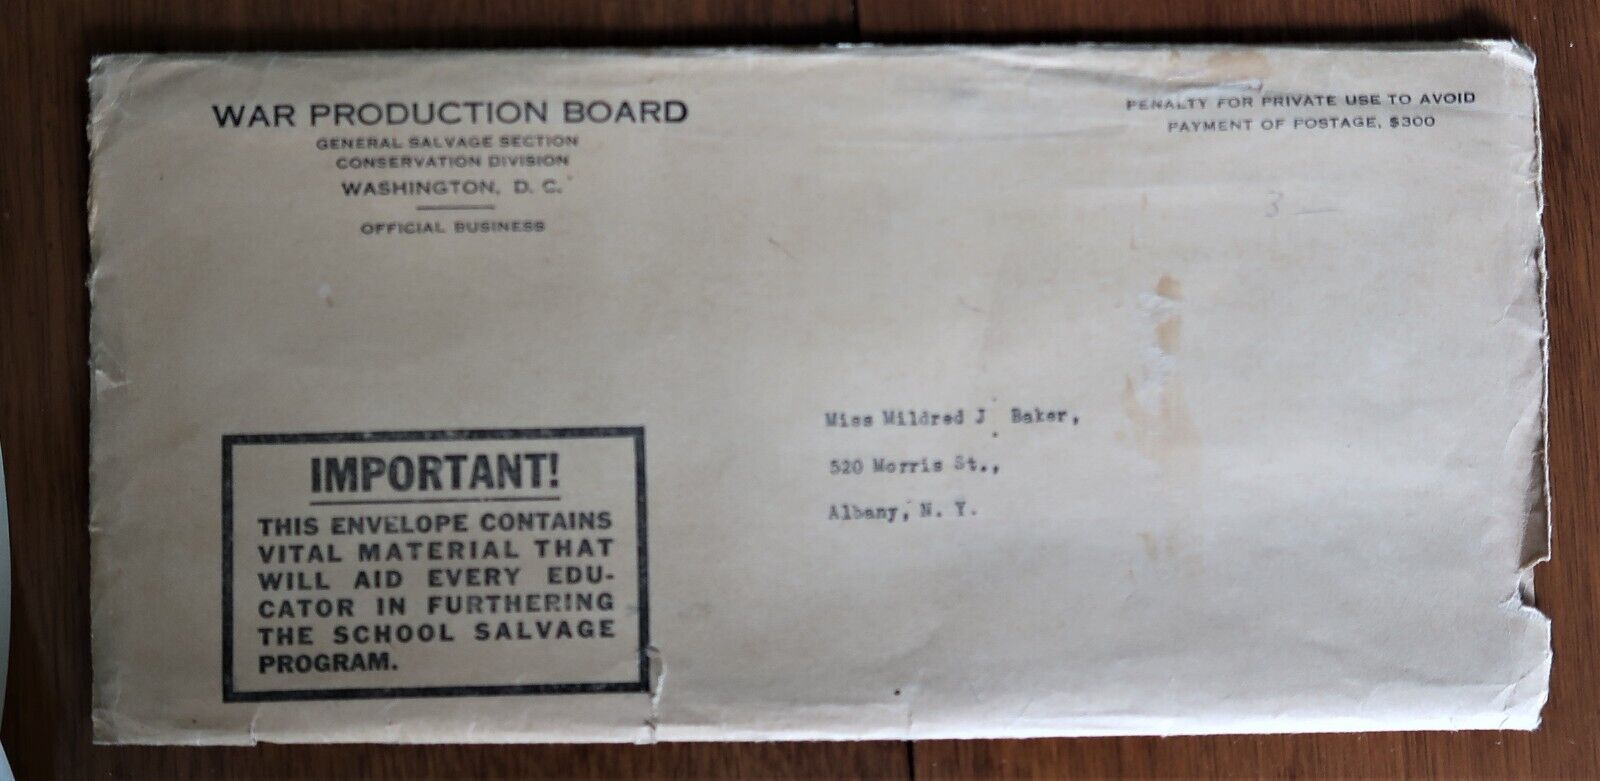 WAR PRODUCTION BOARD
GENERAL SALVAGE SECTION
CONSERVATION DIVISION
WASHINGTON, D. C.
OFFICIAL BUSINESS
PENALTY FOR PRIVATE USE TO AVOID
PAYMENT OF POSTAGE, $300
3 —
Miss Mildred J. Baker,
520 Morris St.,
Albany, N. Y.
IMPORTANT!
THIS ENVELOPE CONTAINS
VITAL MATERIAL THAT
WILL AID EVERY EDU-
CATOR IN FURTHERING
THE SCHOOL SALVAGE
PROGRAM.